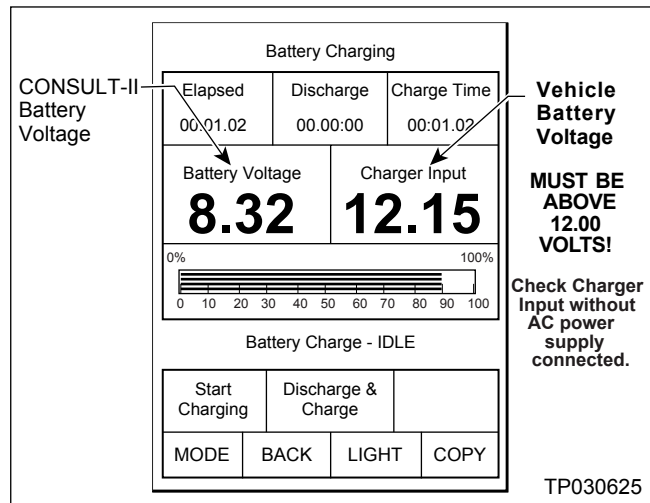 CONSULT-II
Battery
Voltage
Battery Charging
Elapsed
00:01.02
Discharge
00.00:00
Charge Time
00:01.02
Battery Voltage
8.32
Charger Input
12.15
0%
100%
0 10 20 30 40 50 60 70 80 90 100
Battery Charge - IDLE
Start
Charging
Discharge &
Charge
MODE
BACK
LIGHT
COPY
Vehicle
Battery
Voltage
MUST BE
ABOVE
12.00
VOLTS!
Check Charger
Input without
AC power
supply
connected.
TP030625